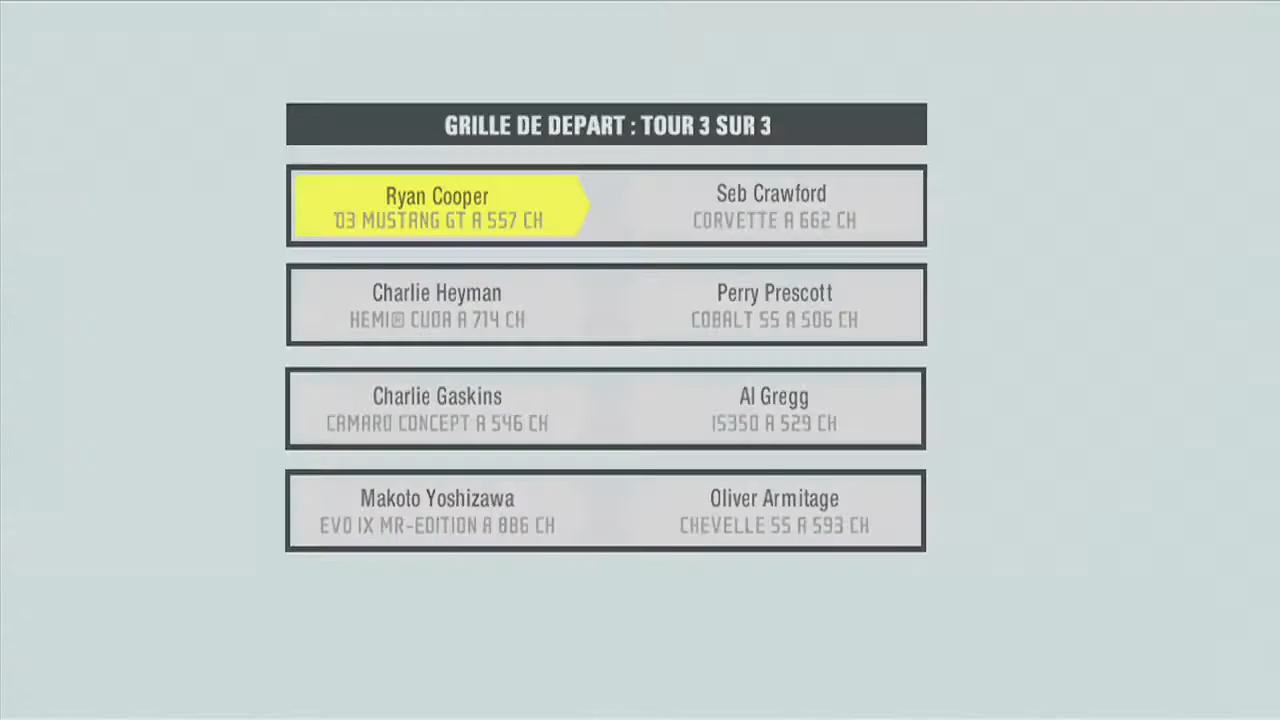 GRILLE DE DEPART : TOUR 3 SUR 3
Ryan Cooper
'03 MUSTANG GT A 557 CH
Seb Crawford
CORVETTE A 662 CH
Charlie Heyman
HEMI® CUDA A 714 CH
Perry Prescott
COBALT SS A 506 CH
Charlie Gaskins
CAMARO CONCEPT A 546 CH
Al Gregg
IS350 A 529 CH
Makoto Yoshizawa
EVO IX MR-EDITION A 886 CH
Oliver Armitage
CHEVELLE SS A 593 CH